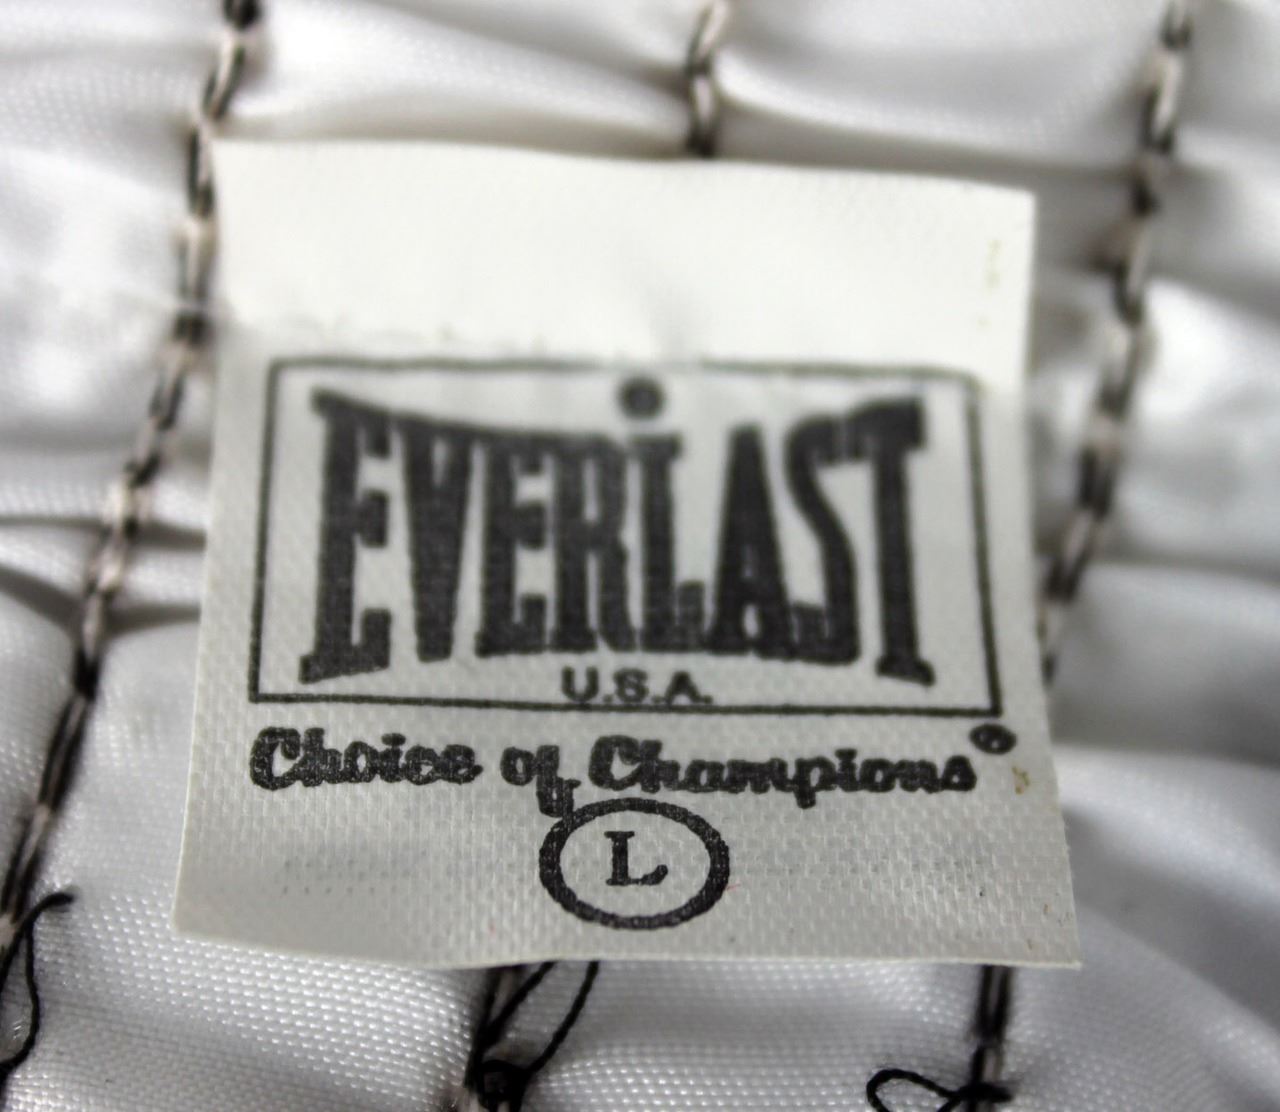 EVERLAST
U.S.A.
Choice of Champions®
L